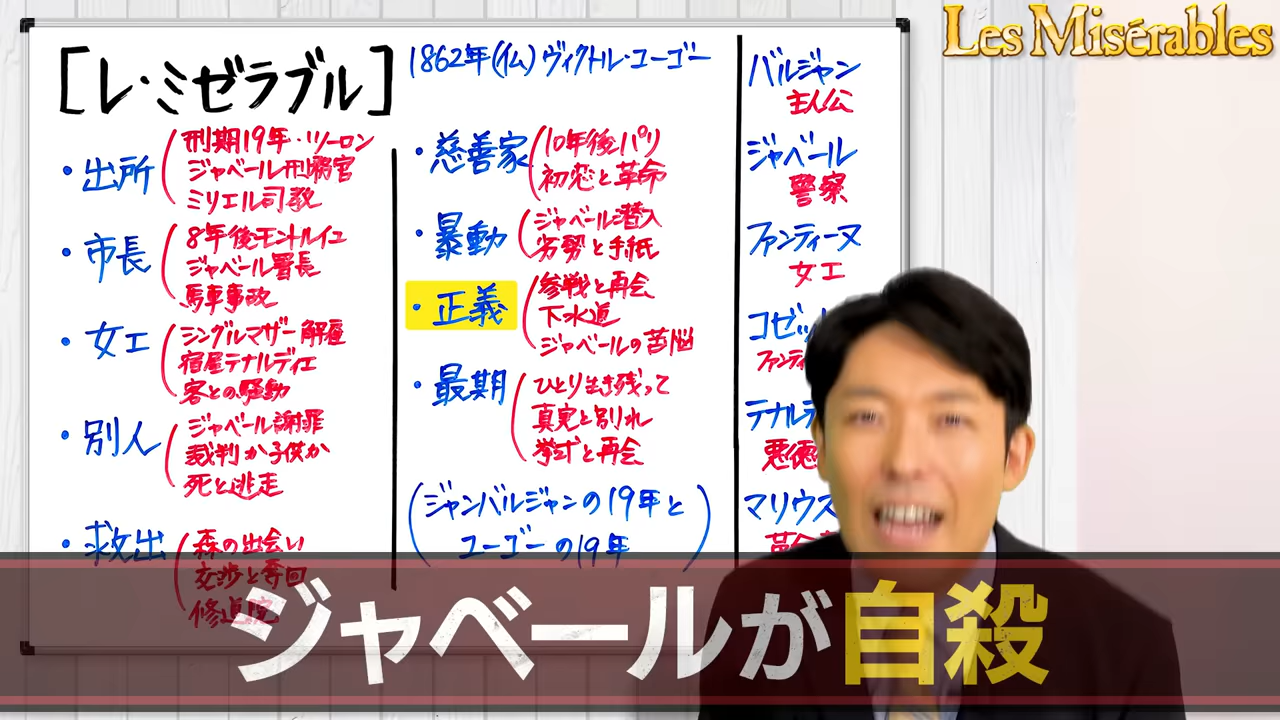 Les Misérables
[レ・ミゼラブル]
1862年(仏)ヴィクトル・ユーゴー
・出所
刑期19年・ツーロン
ジャベール刑務官
ミリエル司教
・市長
8年後モントルイユ
ジャベール署長
馬車事故
・女工
シングルマザー解雇
宿屋テナルディエ
客との騒動
・別人
ジャベール謝罪
裁判か子供か
死と逃走
・救出
森の出会い
交渉と奪回
修道院
・慈善家
10年後パリ
初恋と革命
・暴動
ジャベール潜入
労努と手紙
・正義
参戦と再会
下水道
ジャベールの苦悩
・最期
ひとり生き残って
真実と別れ
挙式と再会
(ジャンバルジャンの19年と
ユーゴーの19年)
バルジャン
主人公
ジャベール
警察
ファンティーヌ
女工
コゼッ
ファンティ
テナルデ
悪徳
マリウス
革命
ジャベールが自殺